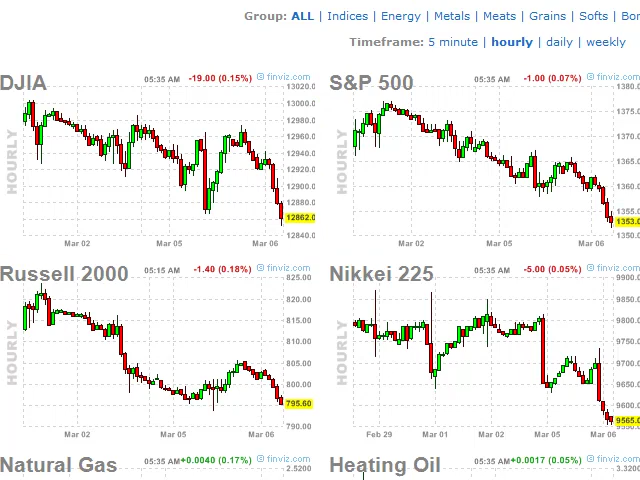 Group: ALL | Indices | Energy | Metals | Meats | Grains | Softs |
Timeframe: 5 minute | hourly | daily | weekly
DJIA 05:35 AM -19.00 (0.15%) © finviz.com
HOURLY
13020.0
13000.0
12980.0
12960.0
12940.0
12920.0
12900.0
12880.0
12862.0
12840.0
Mar 02 Mar 05 Mar 06
S&P 500 05:35 AM -1.00 (0.07%) © finviz.com
HOURLY
1380.0
1375.0
1370.0
1365.0
1360.0
1355.0
1353.0
1350.0
Mar 02 Mar 05 Mar 06
Russell 2000 05:15 AM -1.40 (0.18%) © finviz.com
HOURLY
825.00
820.00
815.00
810.00
805.00
800.00
795.60
790.00
Mar 02 Mar 05 Mar 06
Nikkei 225 05:35 AM -5.00 (0.05%) © finviz.com
HOURLY
9900.0
9850.0
9800.0
9750.0
9700.0
9650.0
9600.0
9565.0
9550.0
Feb 29 Mar 01 Mar 02 Mar 05 Mar 06
Natural Gas 05:35 AM +0.0040 (0.17%) © finviz.com
2.5200
Heating Oil 05:35 AM +0.0017 (0.05%) © finviz.com
3.3200